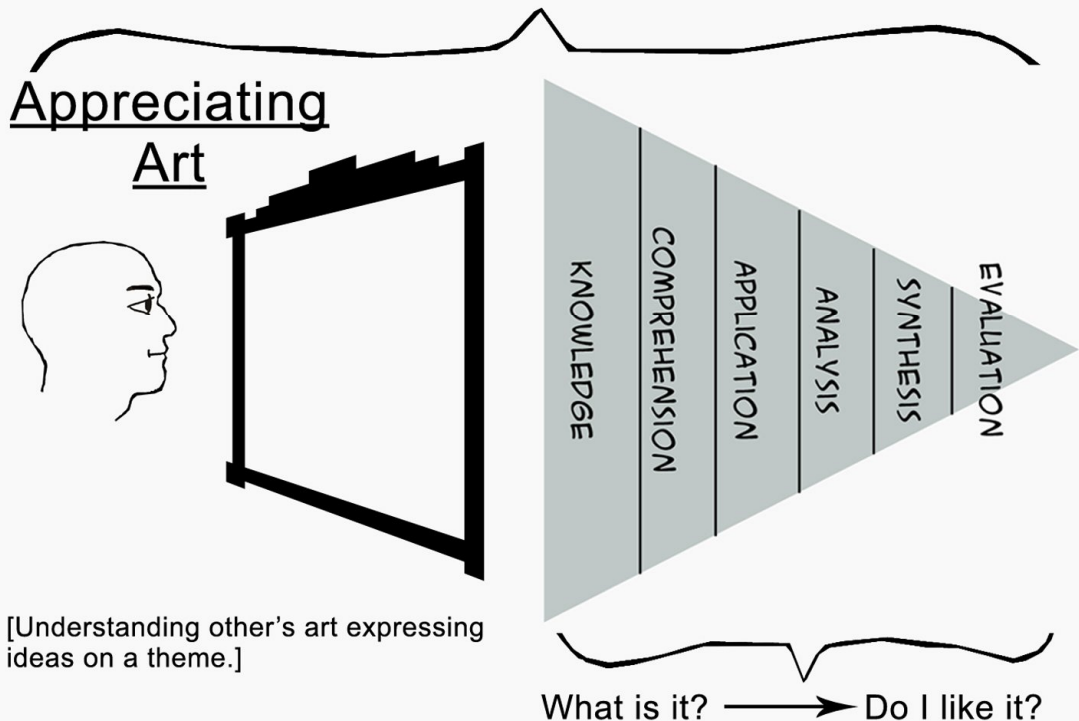 Appreciating
Art
KNOWLEDGE
COMPREHENSION
APPLICATION
ANALYSIS
SYNTHESIS
EVALUATION
[Understanding other’s art expressing
ideas on a theme.]
What is it? Do I like it?